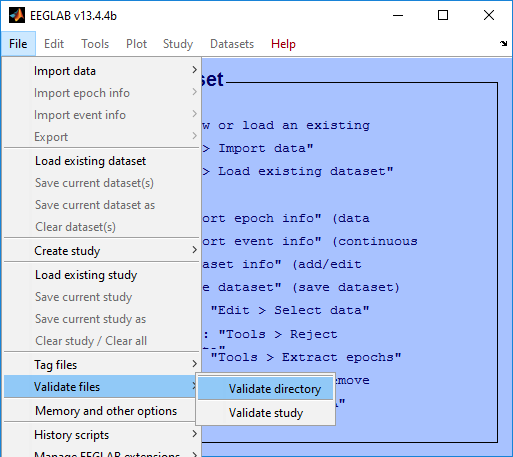 EEGLAB v13.4.4b
File Edit Tools Plot Study Datasets Help
Import data
Import epoch info
Import event info
Export
Load existing dataset
Save current dataset(s)
Save current dataset as
Clear dataset(s)
Create study
Load existing study
Save current study
Save current study as
Clear study / Clear all
Tag files
Validate files
Memory and other options
History scripts
Manage EEGLAB extensions
Validate directory
Validate study
set
w or load an existing
> Import data"
> Load existing dataset"
ort epoch info" (data
ort event info" (continuous
aset info" (add/edit
e dataset" (save dataset)
"Edit > Select data"
: "Tools > Reject
"Tools > Extract epochs"
emove